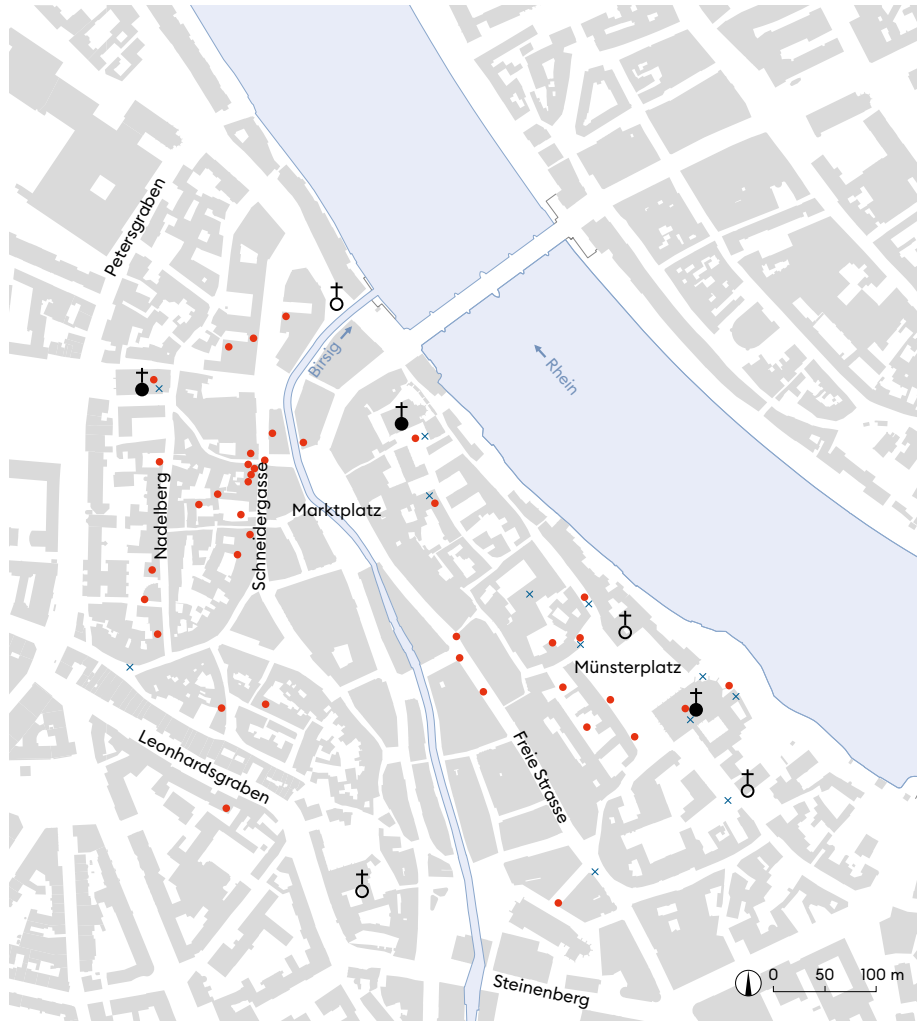 Petersgraben
Birsig
Rhein
Nadelberg
Schneidergasse
Marktplatz
Münsterplatz
Leonhardsgraben
Freie Strasse
Steinenberg
0 50 100 m